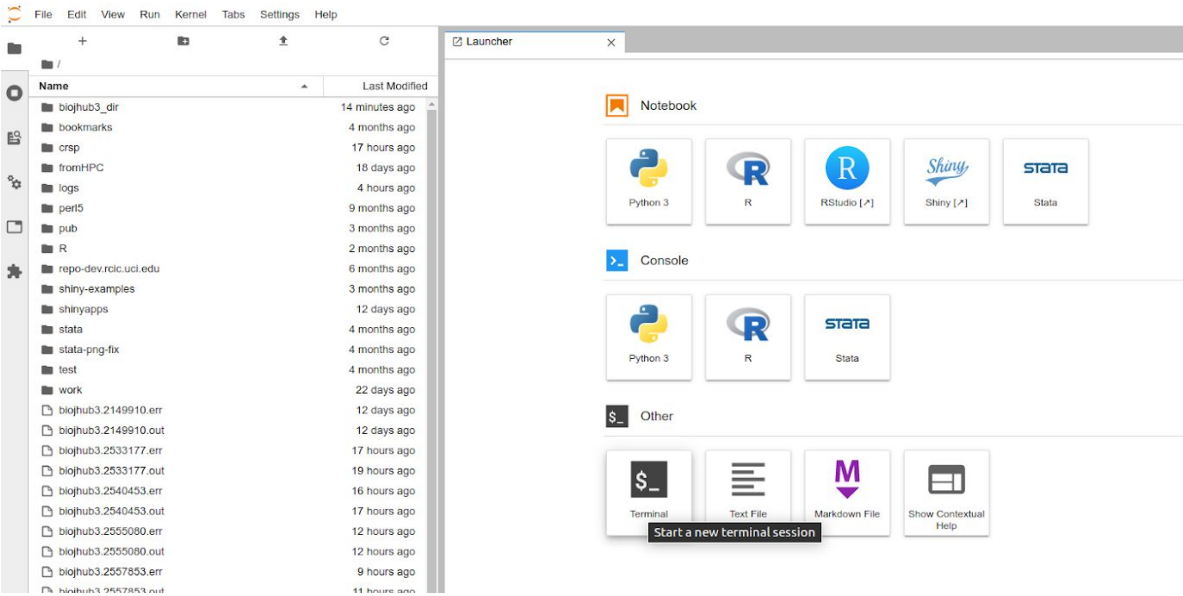 File Edit View Run Kernel Tabs Settings Help
Launcher
/
Name Last Modified
biojhub3_dir 14 minutes ago
bookmarks 4 months ago
crsp 17 hours ago
fromHPC 18 days ago
logs 4 hours ago
perl5 9 months ago
pub 3 months ago
R 2 months ago
repo-dev.rcic.uci.edu 6 months ago
shiny-examples 3 months ago
shinyapps 12 days ago
stata 4 months ago
stata-png-fix 4 months ago
test 4 months ago
work 22 days ago
biojhub3.2149910.err 12 days ago
biojhub3.2149910.out 12 days ago
biojhub3.2533177.err 17 hours ago
biojhub3.2533177.out 19 hours ago
biojhub3.2540453.err 16 hours ago
biojhub3.2540453.out 17 hours ago
biojhub3.2555080.err 12 hours ago
biojhub3.2555080.out 12 hours ago
biojhub3.2557853.err 9 hours ago
biojhub3.2557853.out 11 hours ago
Notebook
R Shiny STATA
Python 3 R RStudio [↗] Shiny [↗] Stata
>_ Console
R STATA
Python 3 R Stata
$_ Other
$_ M
Terminal Text File Markdown File Show Contextual
Help
Start a new terminal session